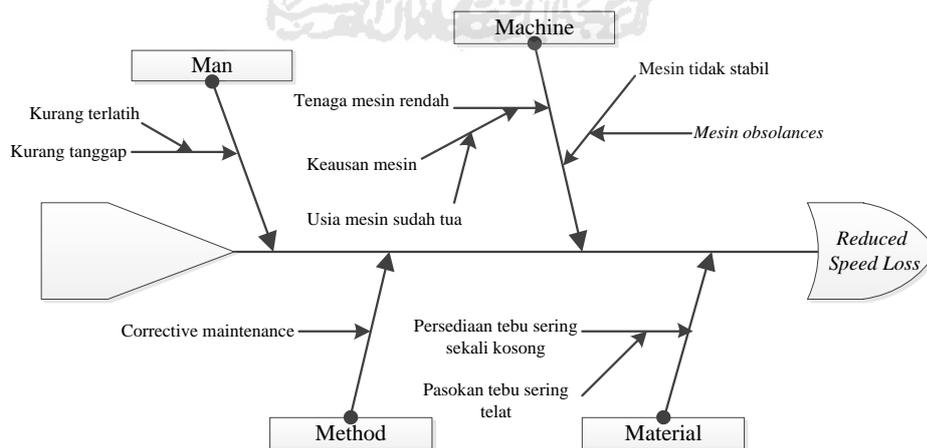 Machine
Man
Mesin tidak stabil
Tenaga mesin rendah
Kurang terlatih
Mesin obsolances
Kurang tanggap
Keausan mesin
Usia mesin sudah tua
Reduced
Speed Loss
Corrective maintenance
Persediaan tebu sering
sekali kosong
Pasokan tebu sering
telat
Method
Material